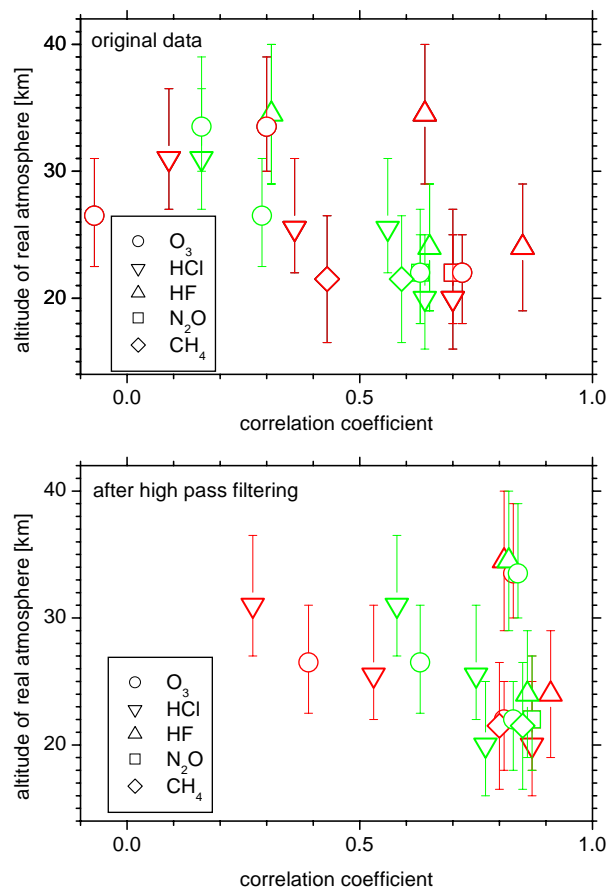 original data
altitude of real atmosphere [km]
40
30
20
O₃
HCl
HF
N₂O
CH₄
0.0 0.5 1.0
correlation coefficient
after high pass filtering
altitude of real atmosphere [km]
40
30
20
O₃
HCl
HF
N₂O
CH₄
0.0 0.5 1.0
correlation coefficient